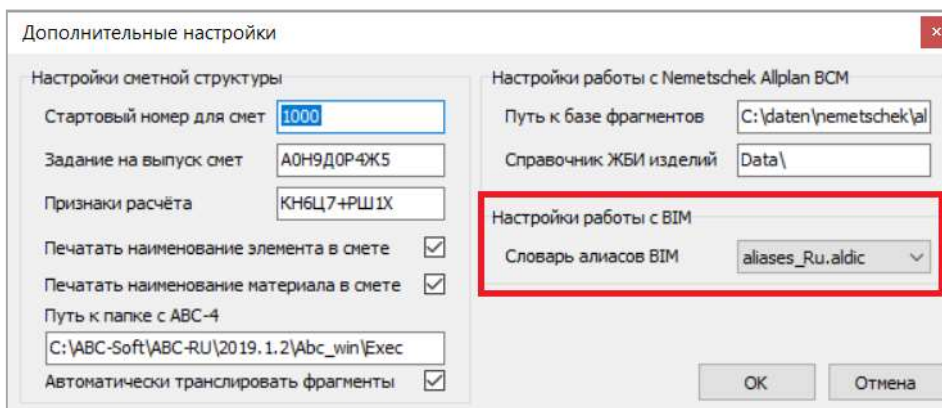 Дополнительные настройки
Настройки сметной структуры
Стартовый номер для смет 1000
Задание на выпуск смет А0Н9Д0Р4Ж5
Признаки расчёта КН6Ц7+РШ1Х
Печатать наименование элемента в смете
Печатать наименование материала в смете
Путь к папке с АВС-4
C:\ABC-Soft\ABC-RU\2019.1.2\Abc_win\Exec
Автоматически транслировать фрагменты
Настройки работы с Nemetschek Allplan BCM
Путь к базе фрагментов C:\daten\nemetschek\al
Справочник ЖБИ изделий Data\
Настройки работы с BIM
Словарь алиасов BIM aliases_Ru.aldic
OK Отмена